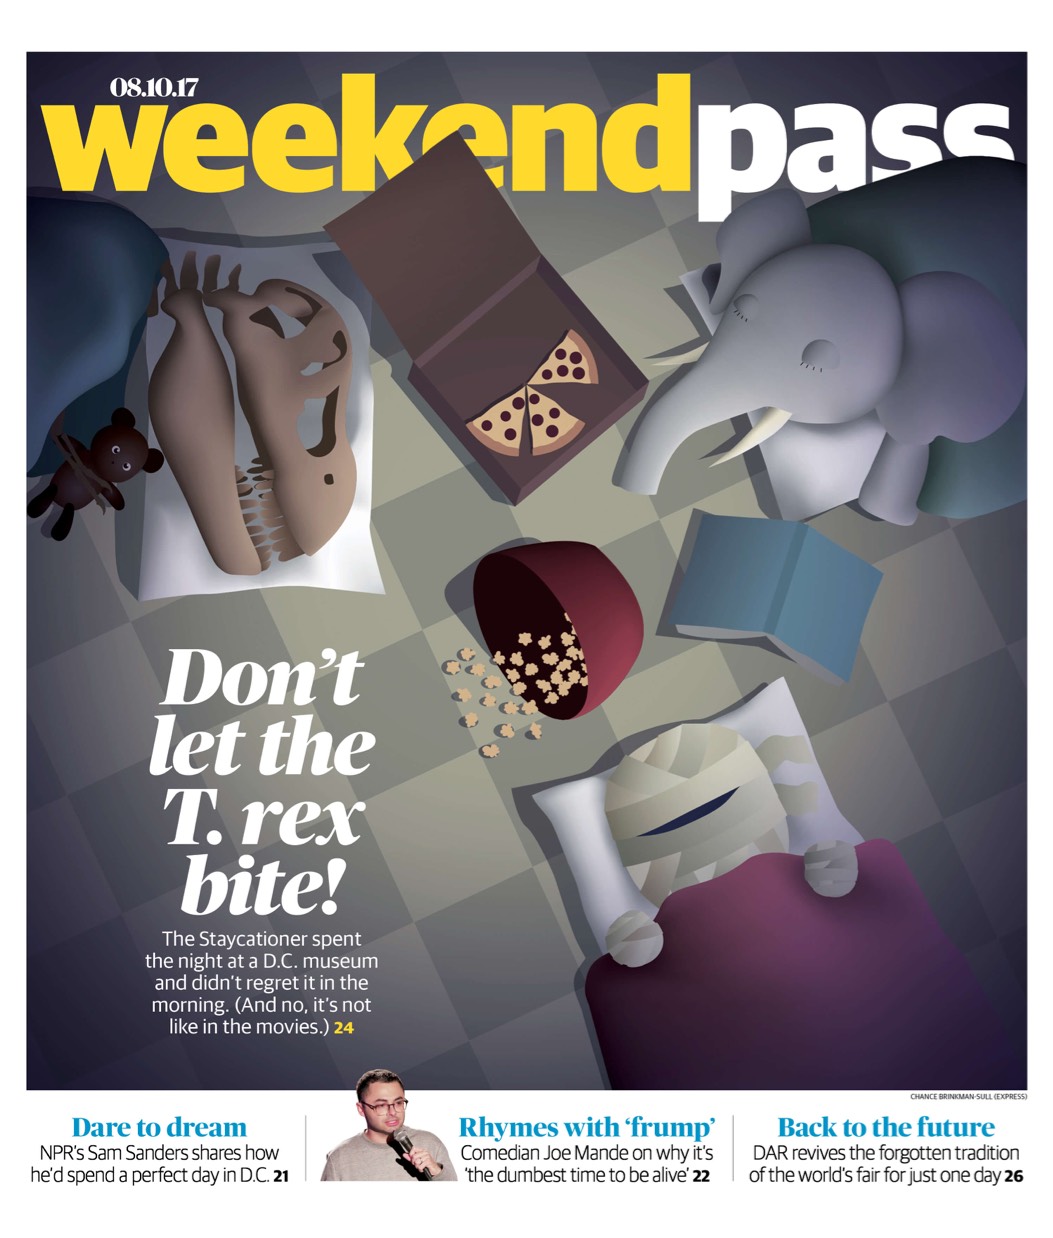 08.10.17
weekendpass
Don’t
let the
T. rex
bite!
The Staycationer spent
the night at a D.C. museum
and didn’t regret it in the
morning. (And no, it’s not
like in the movies.) 24
CHANCE BRINKMAN-SULL (EXPRESS)
Dare to dream
NPR’s Sam Sanders shares how
he’d spend a perfect day in D.C. 21
Rhymes with ‘frump’
Comedian Joe Mande on why it’s
‘the dumbest time to be alive’ 22
Back to the future
DAR revives the forgotten tradition
of the world’s fair for just one day 26